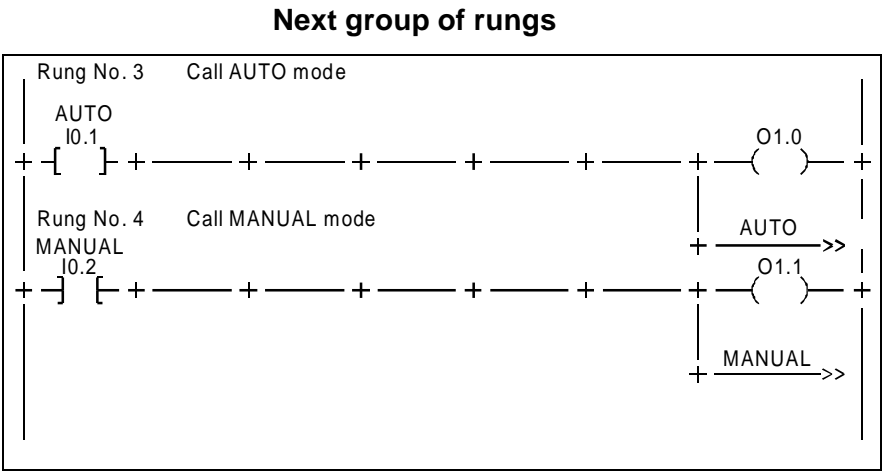 Next group of rungs
Rung No. 3 Call AUTO mode
AUTO
I0.1
O1.0
AUTO
>>
Rung No. 4 Call MANUAL mode
MANUAL
I0.2
O1.1
MANUAL
>>